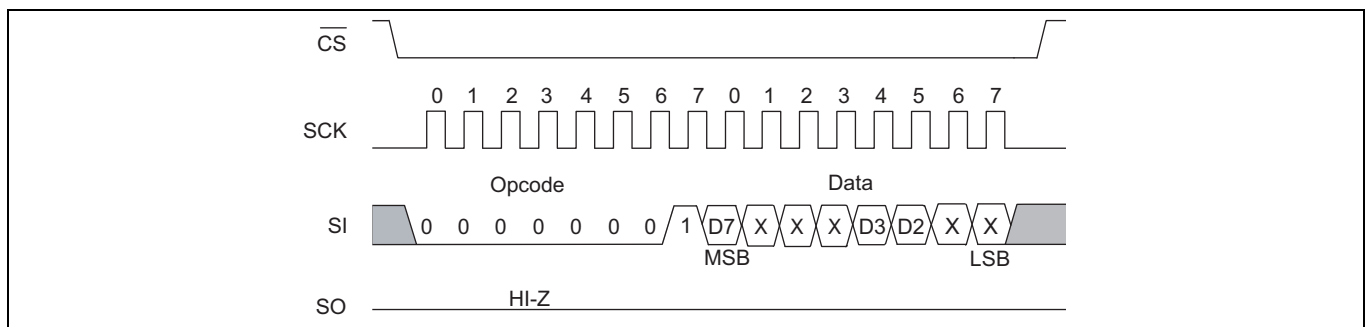 CS
0 1 2 3 4 5 6 7 0 1 2 3 4 5 6 7
SCK
Opcode Data
SI 0 0 0 0 0 0 0 1 D7 X X X D3 D2 X X
MSB LSB
HI-Z
SO